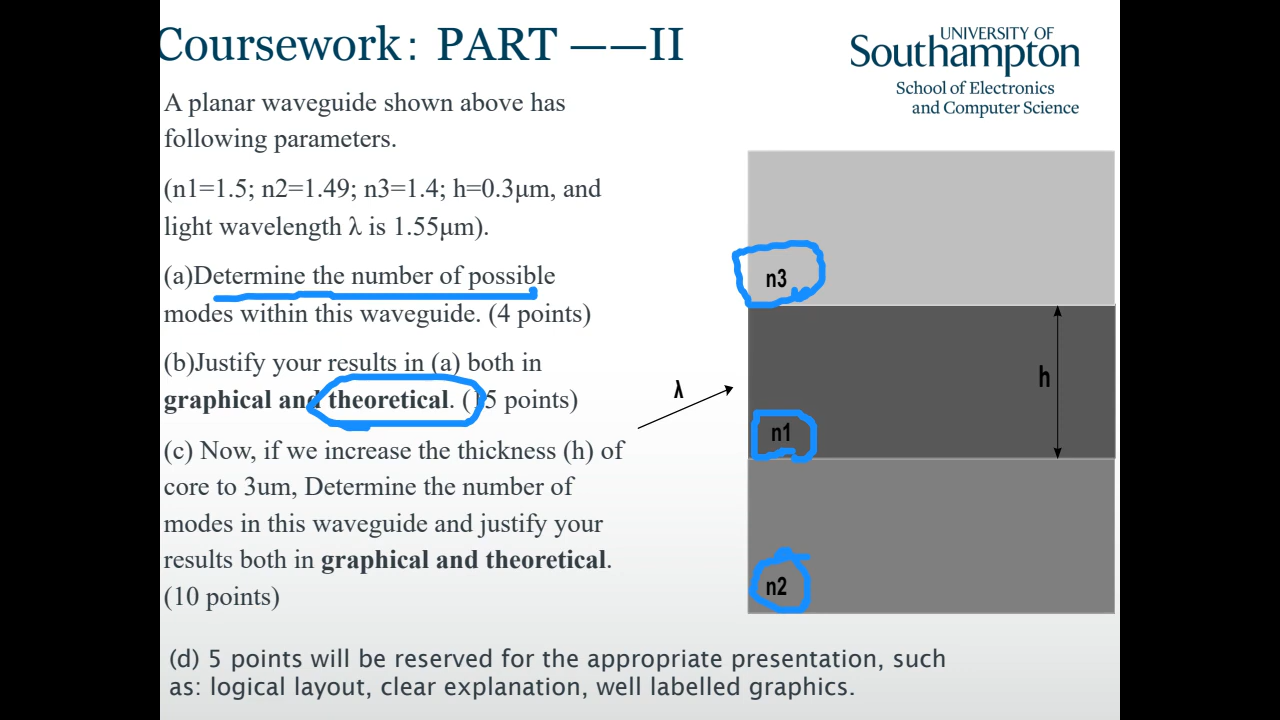 Coursework: PART ——II
UNIVERSITY OF
Southampton
School of Electronics
and Computer Science
A planar waveguide shown above has
following parameters.
(n1=1.5; n2=1.49; n3=1.4; h=0.3μm, and
light wavelength λ is 1.55μm).
(a)Determine the number of possible
modes within this waveguide. (4 points)
(b)Justify your results in (a) both in
graphical and theoretical. (15 points)
(c) Now, if we increase the thickness (h) of
core to 3um, Determine the number of
modes in this waveguide and justify your
results both in graphical and theoretical.
(10 points)
n3
λ
h
n1
n2
(d) 5 points will be reserved for the appropriate presentation, such
as: logical layout, clear explanation, well labelled graphics.